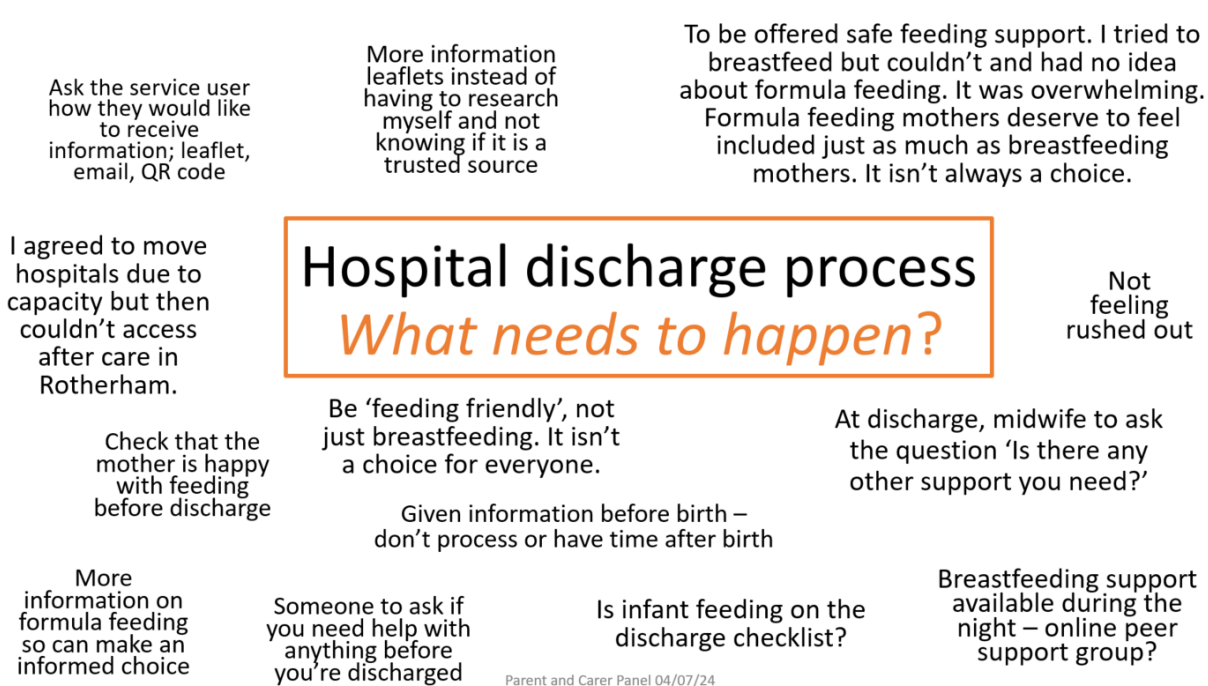 Ask the service user
how they would like
to receive
information; leaflet,
email, QR code
More information
leaflets instead of
having to research
myself and not
knowing if it is a
trusted source
To be offered safe feeding support. I tried to
breastfeed but couldn’t and had no idea
about formula feeding. It was overwhelming.
Formula feeding mothers deserve to feel
included just as much as breastfeeding
mothers. It isn’t always a choice.
I agreed to move
hospitals due to
capacity but then
couldn’t access
after care in
Rotherham.
Hospital discharge process
What needs to happen?
Not
feeling
rushed out
Check that the
mother is happy
with feeding
before discharge
Be ‘feeding friendly’, not
just breastfeeding. It isn’t
a choice for everyone.
At discharge, midwife to ask
the question ‘Is there any
other support you need?’
Given information before birth –
don’t process or have time after birth
More
information on
formula feeding
so can make an
informed choice
Someone to ask if
you need help with
anything before
you’re discharged
Is infant feeding on the
discharge checklist?
Breastfeeding support
available during the
night – online peer
support group?
Parent and Carer Panel 04/07/24